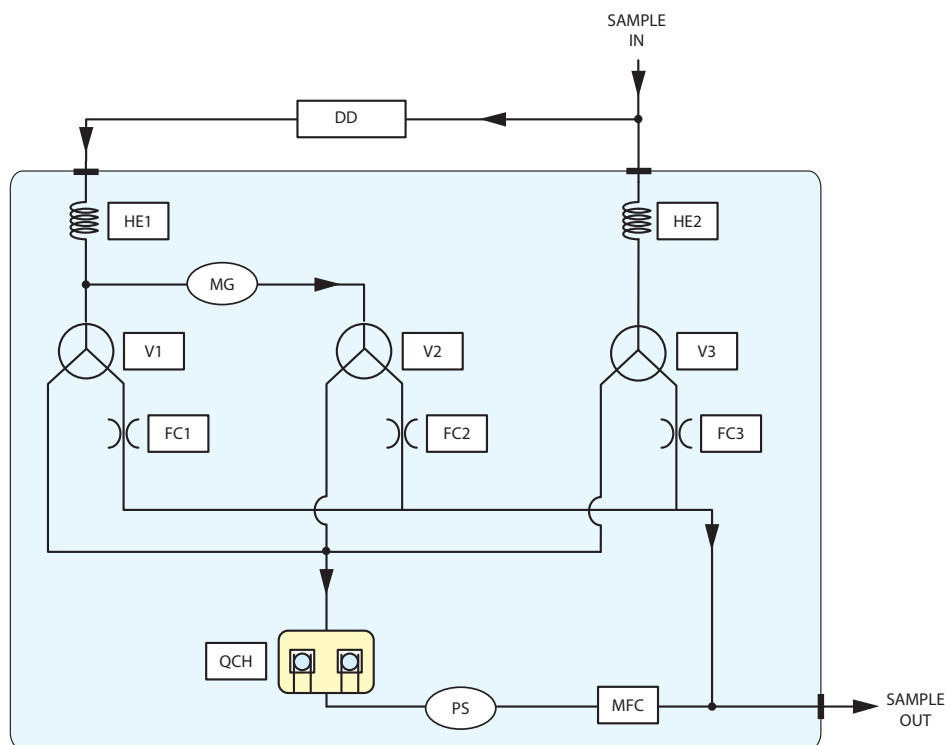 SAMPLE
IN
DD
HE1
HE2
MG
V1
V2
V3
FC1
FC2
FC3
QCH
PS
MFC
SAMPLE
OUT